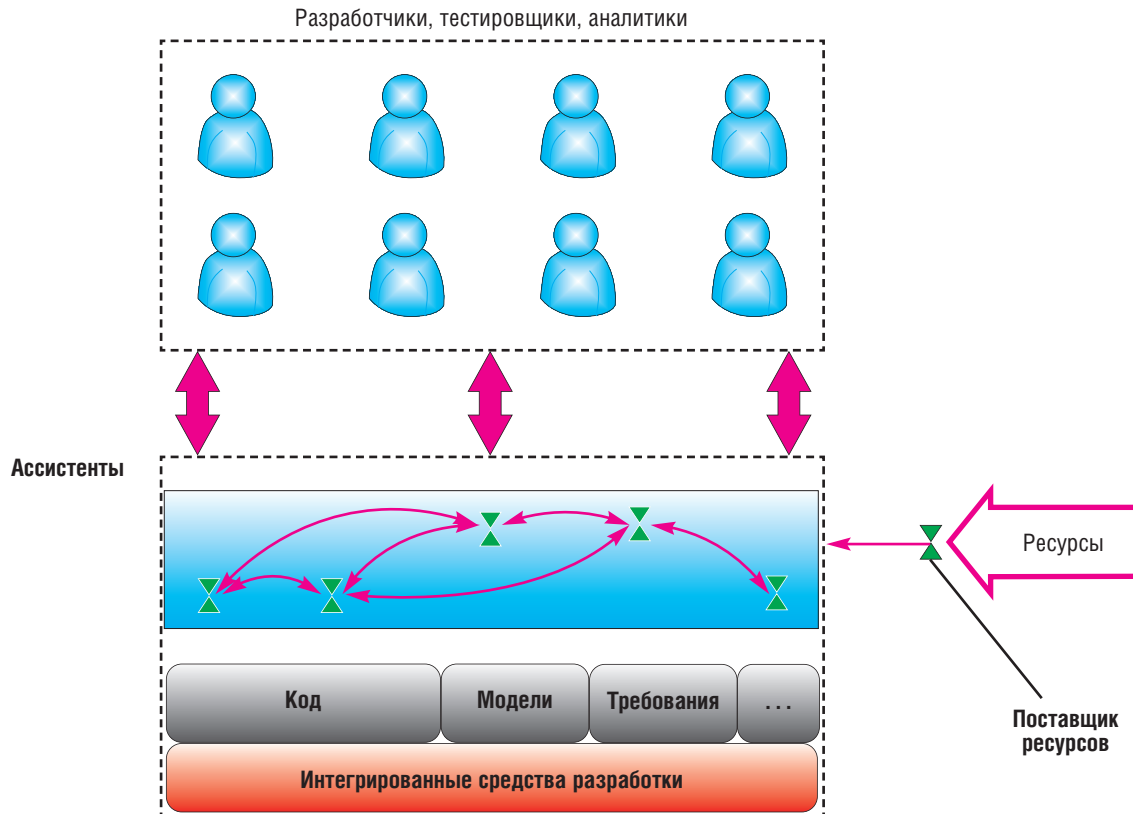 Разработчики, тестировщики, аналитики
Ассистенты
Ресурсы
Код
Модели
Требования
...
Поставщик
ресурсов
Интегрированные средства разработки